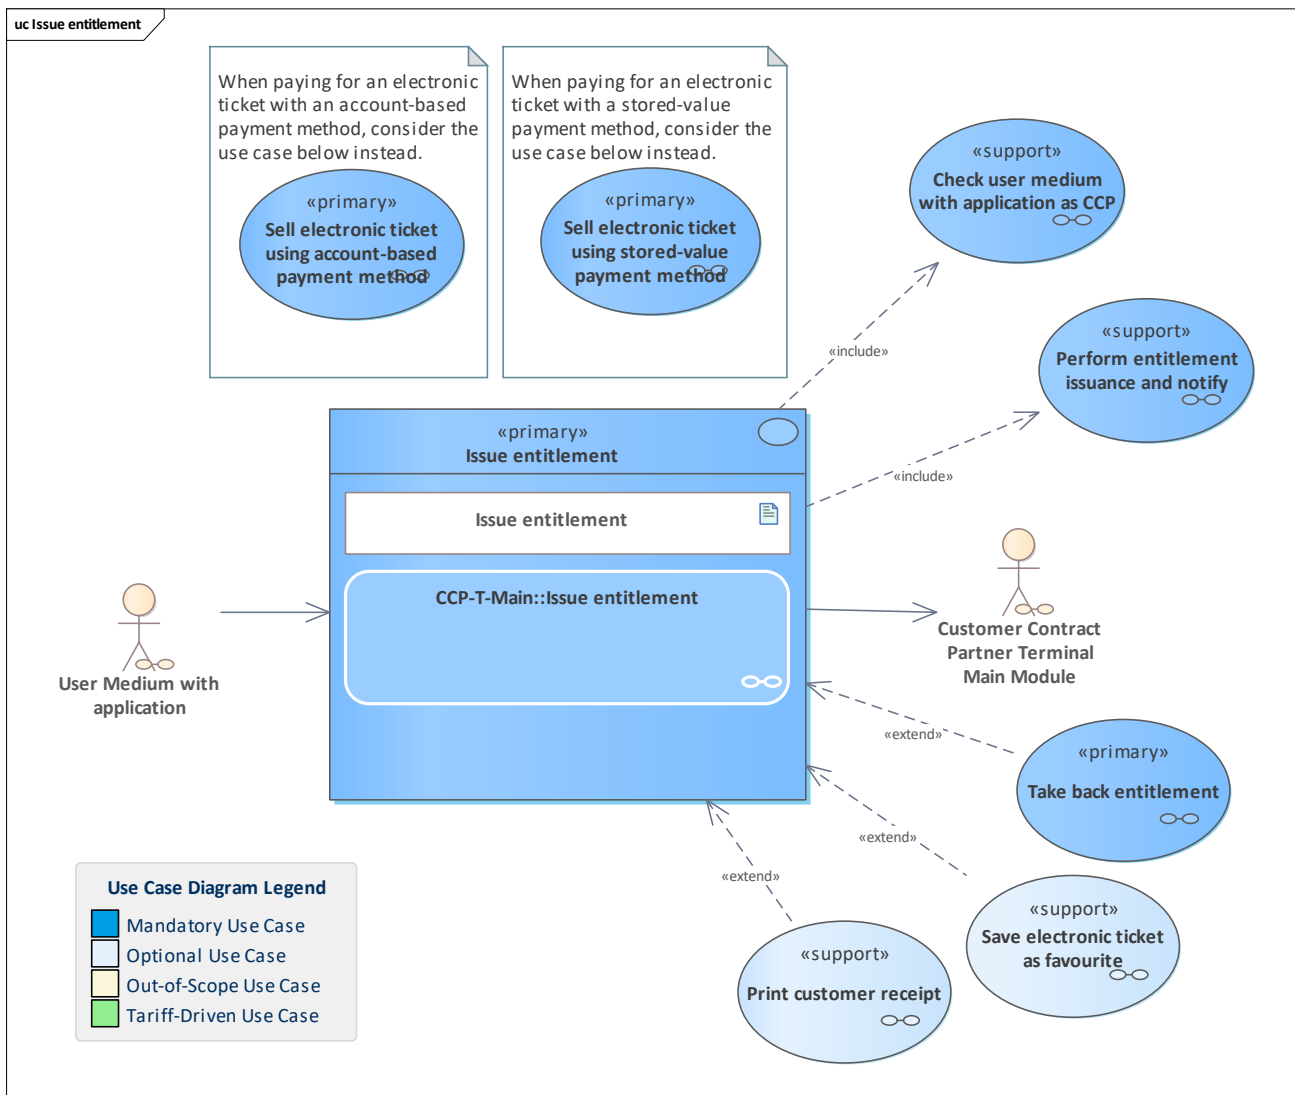 uc Issue entitlement
When paying for an electronic
ticket with an account-based
payment method, consider the
use case below instead.
«primary»
Sell electronic ticket
using account-based
payment method
When paying for an electronic
ticket with a stored-value
payment method, consider the
use case below instead.
«primary»
Sell electronic ticket
using stored-value
payment method
«support»
Check user medium
with application as CCP
«include»
«support»
Perform entitlement
issuance and notify
«include»
«primary»
Issue entitlement
Issue entitlement
CCP-T-Main::Issue entitlement
User Medium with
application
Customer Contract
Partner Terminal
Main Module
«extend»
«primary»
Take back entitlement
«extend»
«support»
Save electronic ticket
as favourite
«extend»
«support»
Print customer receipt
Use Case Diagram Legend
Mandatory Use Case
Optional Use Case
Out-of-Scope Use Case
Tariff-Driven Use Case